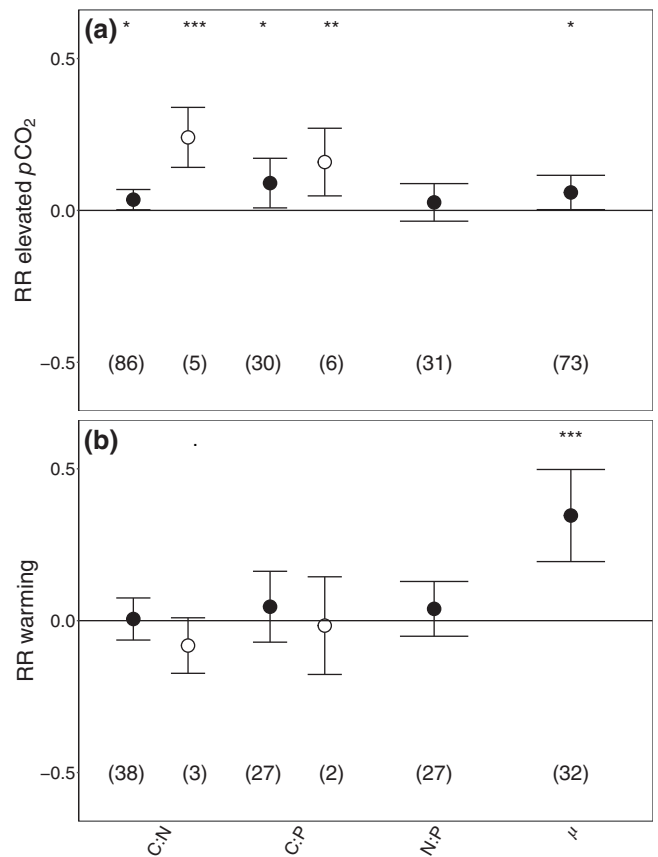 (a)
* *** * ** *
0.5
0.0
−0.5
RR elevated pCO₂
(86) (5) (30) (6) (31) (73)
(b)
. ***
0.5
0.0
−0.5
RR warming
(38) (3) (27) (2) (27) (32)
C:N C:P N:P μ